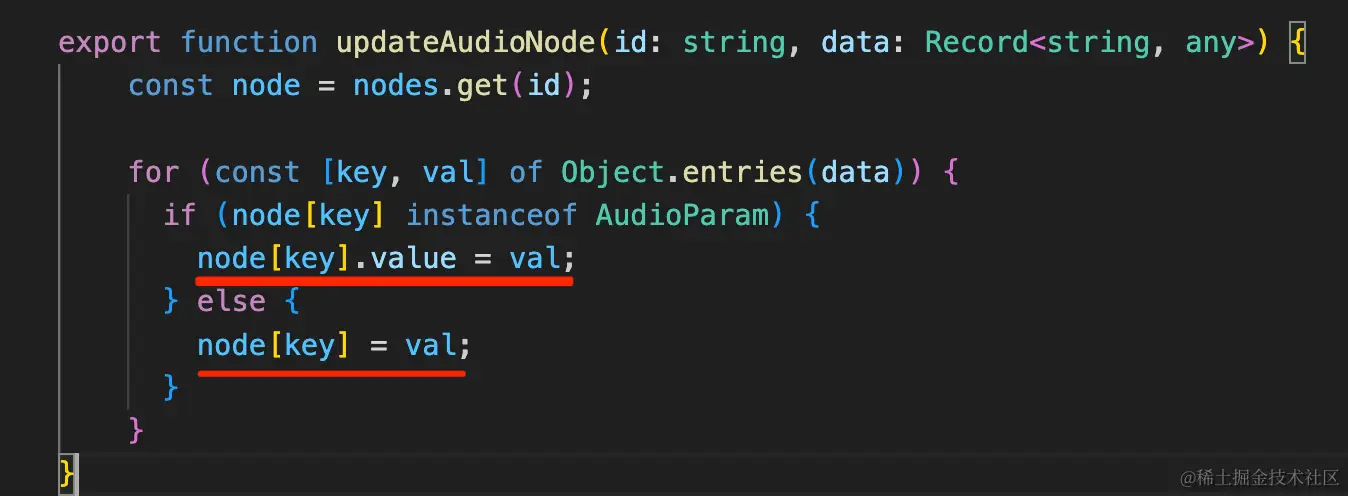 export function updateAudioNode(id: string, data: Record<string, any>) {
const node = nodes.get(id);
for (const [key, val] of Object.entries(data)) {
if (node[key] instanceof AudioParam) {
node[key].value = val;
} else {
node[key] = val;
}
}
}
@稀土掘金技术社区